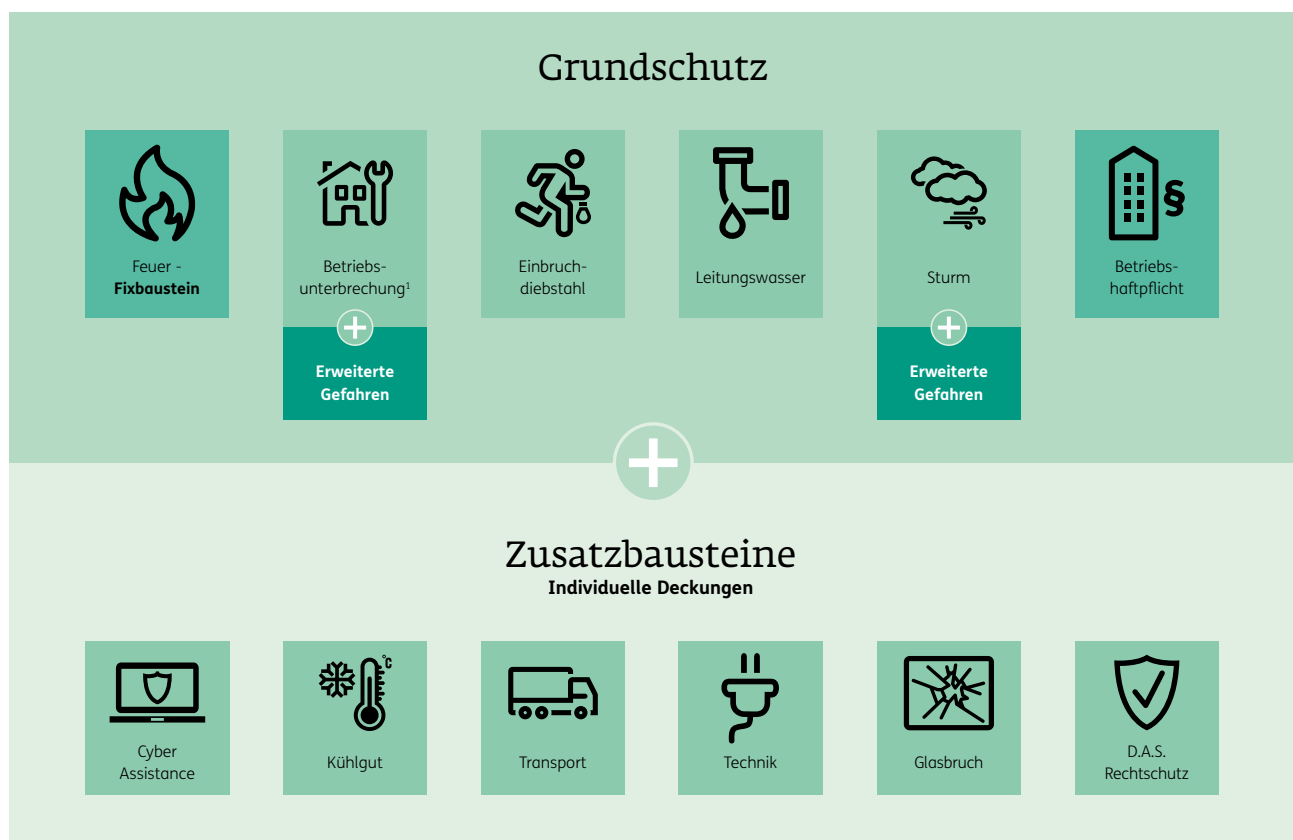 Grundschutz
Feuer -
Fixbaustein
Betriebs-
unterbrechung¹
Erweiterte
Gefahren
Einbruch-
diebstahl
Leitungswasser
Sturm
Erweiterte
Gefahren
§
Betriebs-
haftpflicht
Zusatzbausteine
Individuelle Deckungen
Cyber
Assistance
°C
Kühlgut
Transport
Technik
Glasbruch
D.A.S.
Rechtschutz